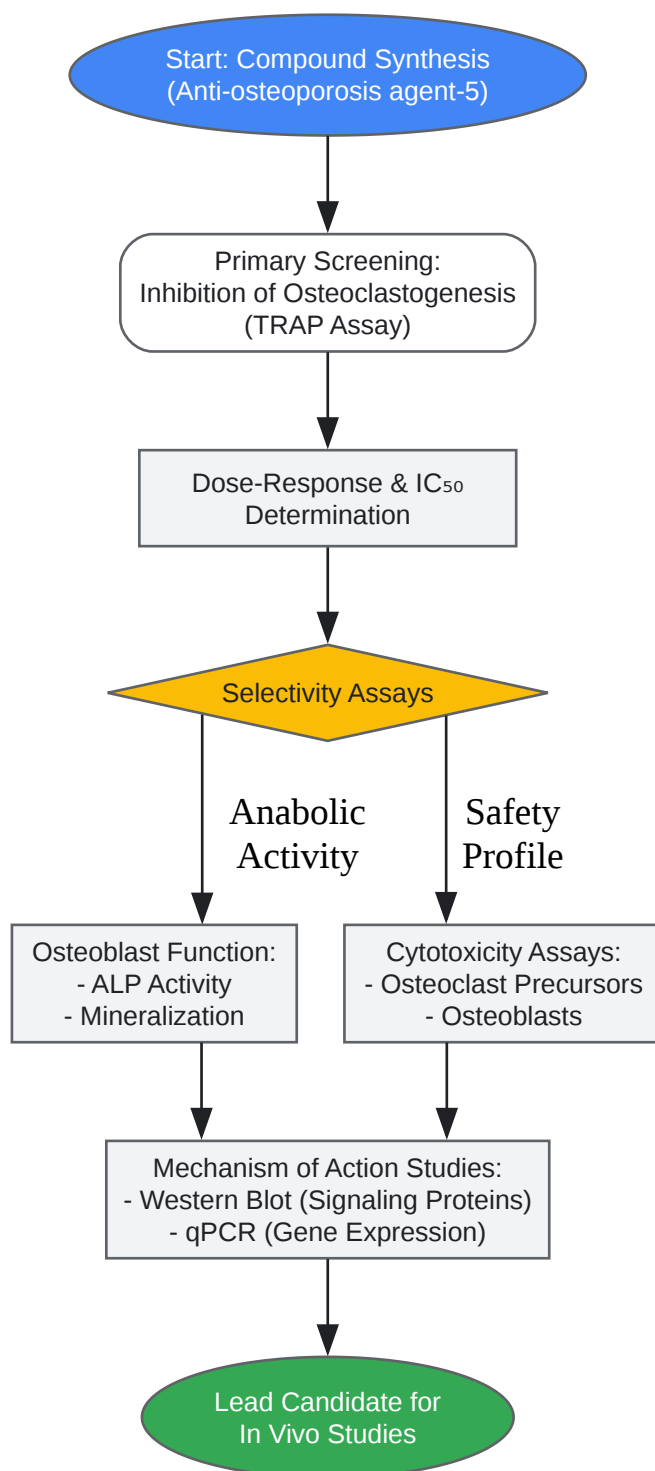 Start: Compound Synthesis
(Anti-osteoporosis agent-5)
Primary Screening:
Inhibition of Osteoclastogenesis
(TRAP Assay)
Dose-Response & IC₅₀
Determination
Selectivity Assays
Anabolic
Activity
Safety
Profile
Osteoblast Function:
- ALP Activity
- Mineralization
Cytotoxicity Assays:
- Osteoclast Precursors
- Osteoblasts
Mechanism of Action Studies:
- Western Blot (Signaling Proteins)
- qPCR (Gene Expression)
Lead Candidate for
In Vivo Studies